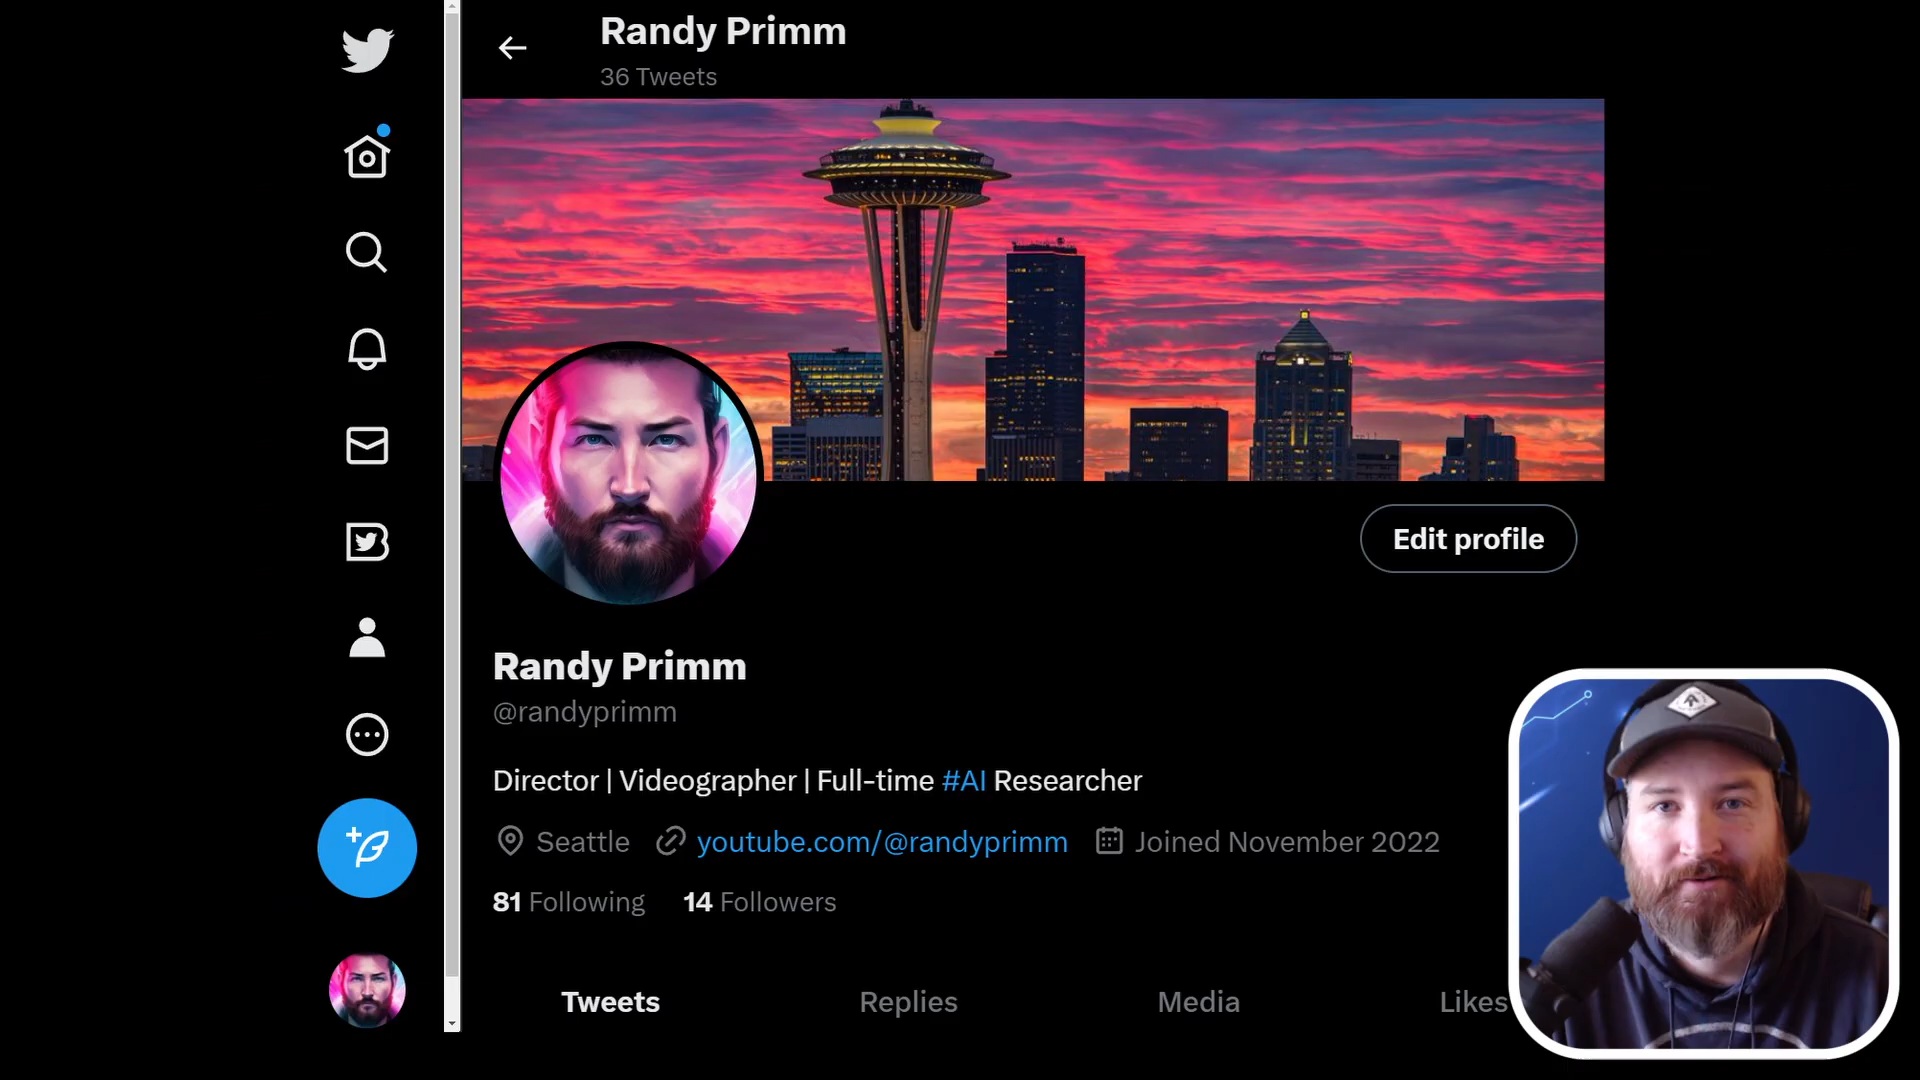 Randy Primm
36 Tweets
Edit profile
Randy Primm
@randyprimm
Director | Videographer | Full-time #AI Researcher
Seattle youtube.com/@randyprimm Joined November 2022
81 Following 14 Followers
Tweets Replies Media Likes